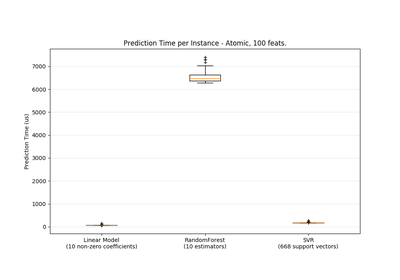 Prediction Time per Instance - Atomic, 100 feats.
Prediction Time (us)
7000
6000
5000
4000
3000
2000
1000
0
Linear Model
(10 non-zero coefficients)
RandomForest
(10 estimators)
SVR
(668 support vectors)